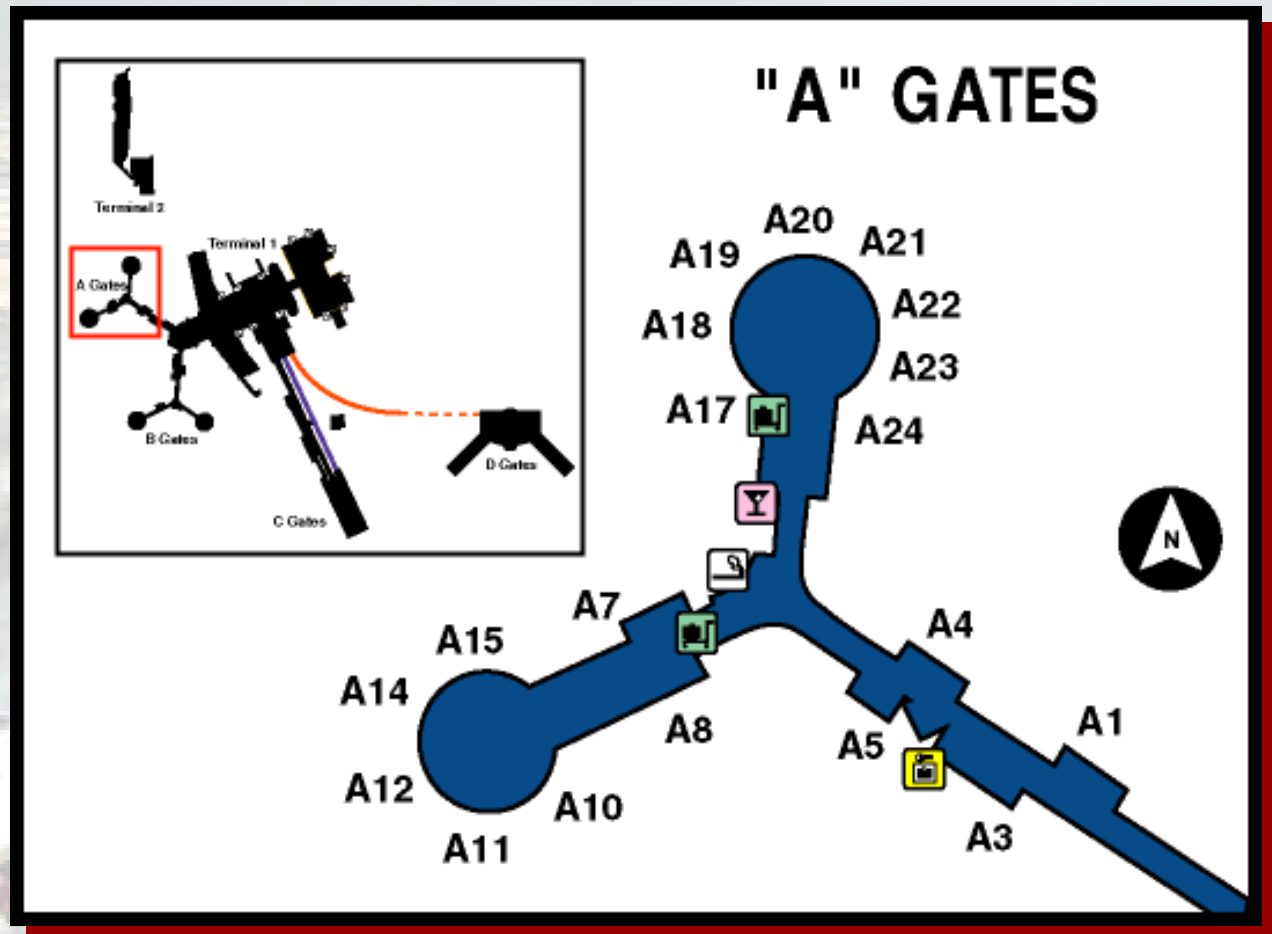 "A" GATES
Terminal 2
Terminal 1
A Gates
B Gates
C Gates
D Gates
A20
A21
A19
A22
A18
A23
A17
A24
N
A7
A4
A15
A14
A1
A8
A5
A12
A10
A3
A11